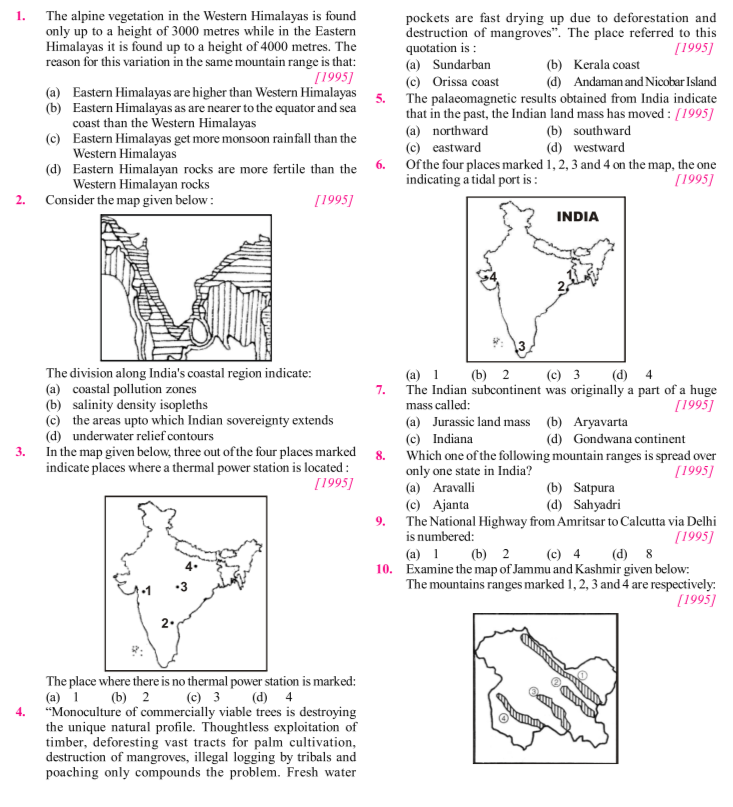 1. The alpine vegetation in the Western Himalayas is found
only up to a height of 3000 metres while in the Eastern
Himalayas it is found up to a height of 4000 metres. The
reason for this variation in the same mountain range is that:
[1995]
(a) Eastern Himalayas are higher than Western Himalayas
(b) Eastern Himalayas as are nearer to the equator and sea
coast than the Western Himalayas
(c) Eastern Himalayas get more monsoon rainfall than the
Western Himalayas
(d) Eastern Himalayan rocks are more fertile than the
Western Himalayan rocks
2. Consider the map given below : [1995]
The division along India's coastal region indicate:
(a) coastal pollution zones
(b) salinity density isopleths
(c) the areas upto which Indian sovereignty extends
(d) underwater relief contours
3. In the map given below, three out of the four places marked
indicate places where a thermal power station is located :
[1995]
4
1
3
2
The place where there is no thermal power station is marked:
(a) 1 (b) 2 (c) 3 (d) 4
4. “Monoculture of commercially viable trees is destroying
the unique natural profile. Thoughtless exploitation of
timber, deforesting vast tracts for palm cultivation,
destruction of mangroves, illegal logging by tribals and
poaching only compounds the problem. Fresh water
pockets are fast drying up due to deforestation and
destruction of mangroves”. The place referred to this
quotation is : [1995]
(a) Sundarban (b) Kerala coast
(c) Orissa coast (d) Andaman and Nicobar Island
5. The palaeomagnetic results obtained from India indicate
that in the past, the Indian land mass has moved : [1995]
(a) northward (b) southward
(c) eastward (d) westward
6. Of the four places marked 1, 2, 3 and 4 on the map, the one
indicating a tidal port is : [1995]
INDIA
4
1
2
3
(a) 1 (b) 2 (c) 3 (d) 4
7. The Indian subcontinent was originally a part of a huge
mass called: [1995]
(a) Jurassic land mass (b) Aryavarta
(c) Indiana (d) Gondwana continent
8. Which one of the following mountain ranges is spread over
only one state in India? [1995]
(a) Aravalli (b) Satpura
(c) Ajanta (d) Sahyadri
9. The National Highway from Amritsar to Calcutta via Delhi
is numbered: [1995]
(a) 1 (b) 2 (c) 4 (d) 8
10. Examine the map of Jammu and Kashmir given below:
The mountains ranges marked 1, 2, 3 and 4 are respectively:
[1995]
1
2
3
4